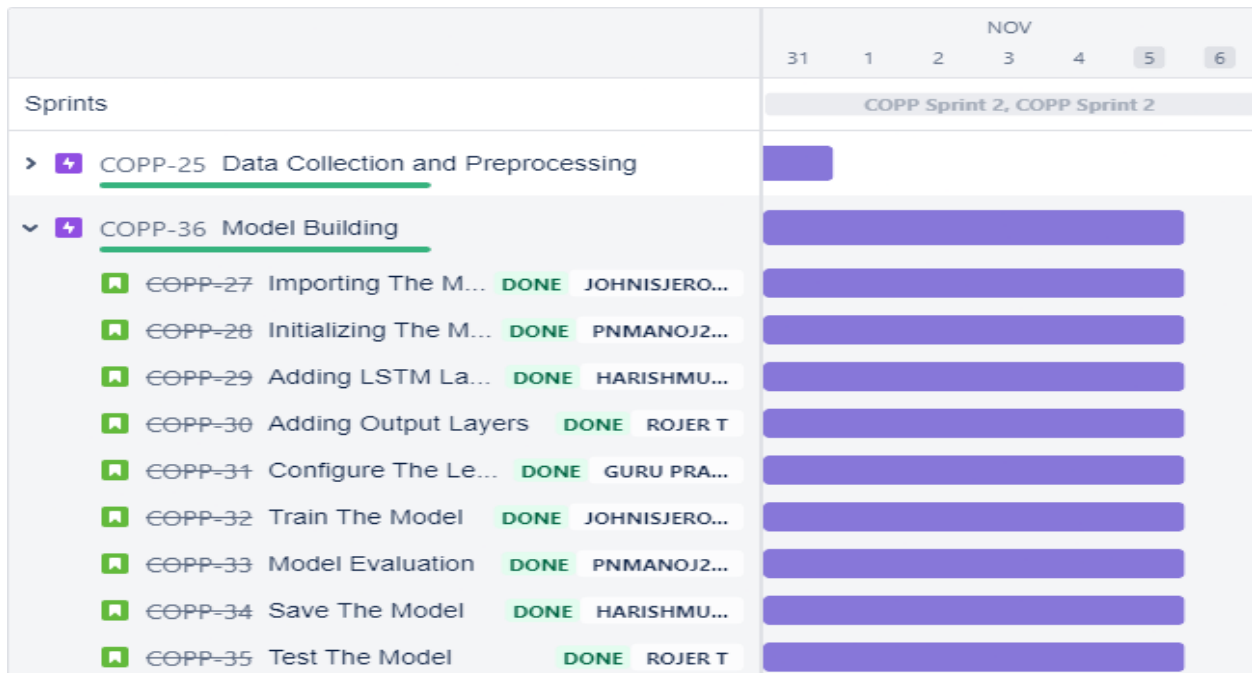 NOV
31 1 2 3 4 5 6
Sprints COPP Sprint 2, COPP Sprint 2
COPP-25 Data Collection and Preprocessing
COPP-36 Model Building
COPP-27 Importing The M... DONE JOHNISJERO...
COPP-28 Initializing The M... DONE PNMANOJ2...
COPP-29 Adding LSTM La... DONE HARISHMU...
COPP-30 Adding Output Layers DONE ROJER T
COPP-31 Configure The Le... DONE GURU PRA...
COPP-32 Train The Model DONE JOHNISJERO...
COPP-33 Model Evaluation DONE PNMANOJ2...
COPP-34 Save The Model DONE HARISHMU...
COPP-35 Test The Model DONE ROJER T